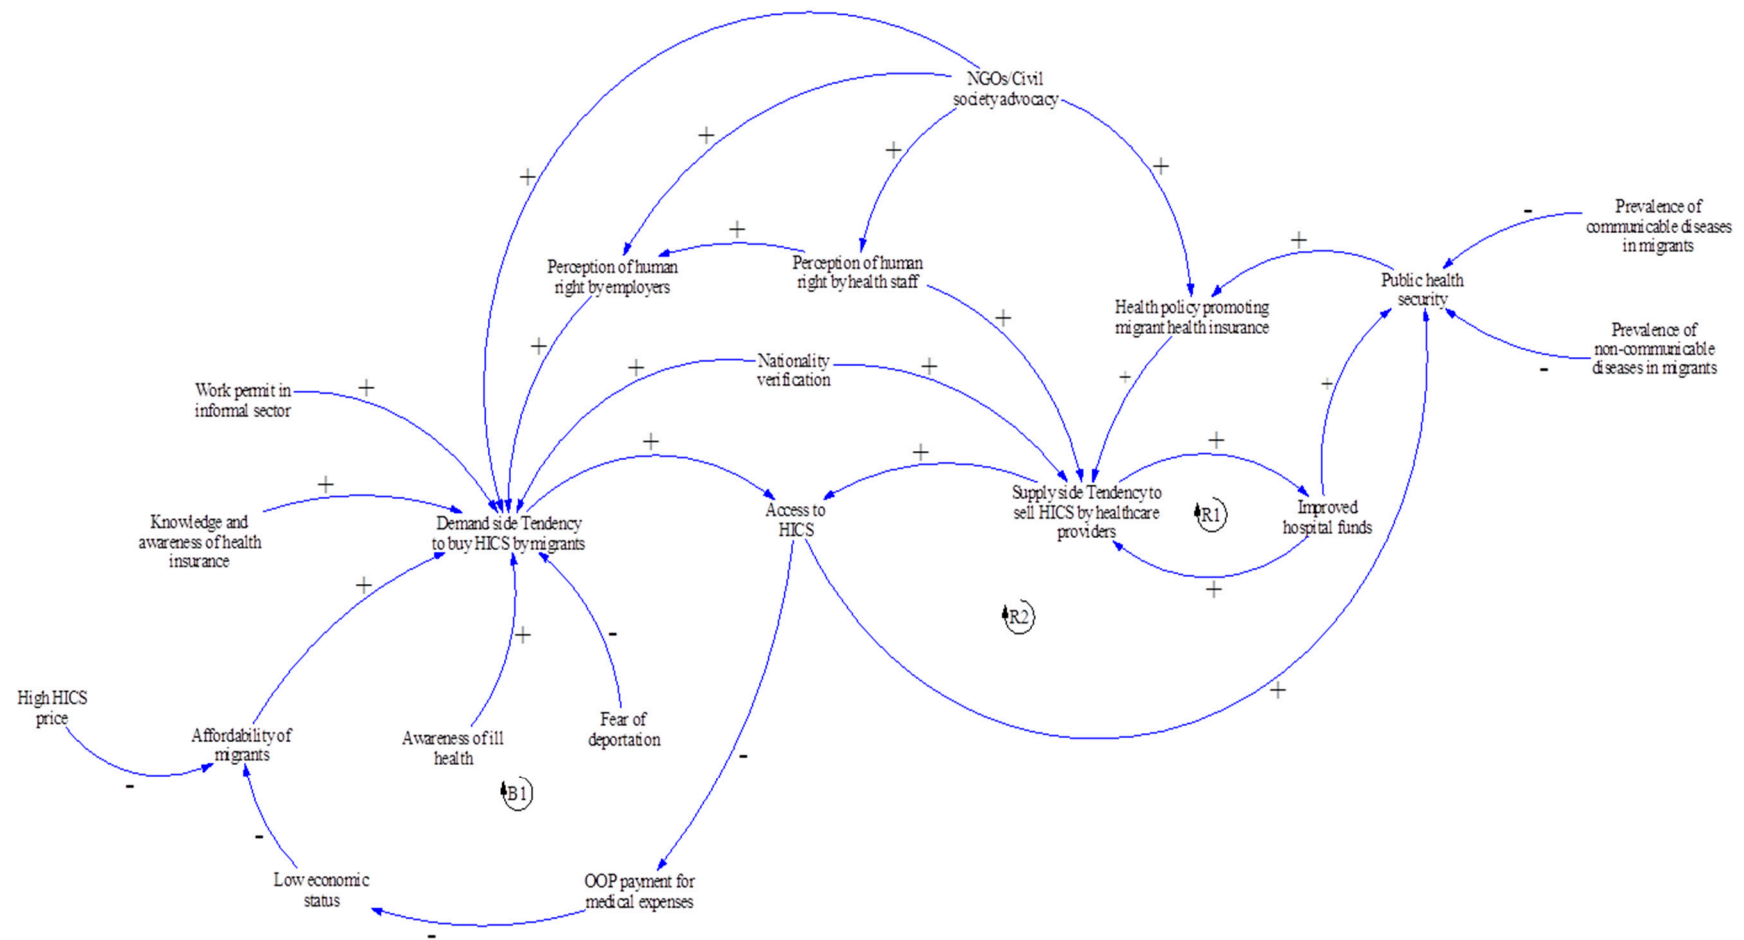 NGOs/Civil
society advocacy
+
+
+
+
Prevalence of
communicable diseases
in migrants
-
+
+
Perception of human
right by employers
Perception of human
right by health staff
Public health
security
Health policy promoting
migrant health insurance
Prevalence of
non-communicable
diseases in migrants
-
+
+
Nationality
verification
+
+
+
+
Work permit in
informal sector
+
+
+
+
+
Knowledge and
awareness of health
insurance
Demand side Tendency
to buy HICS by migrants
Access to
HICS
Supply side Tendency to
sell HICS by healthcare
providers
R1
Improved
hospital funds
+
+
R2
+
-
+
High HICS
price
Affordability of
migrants
Awareness of ill
health
Fear of
deportation
-
-
B1
-
Low economic
status
OOP payment for
medical expenses
-